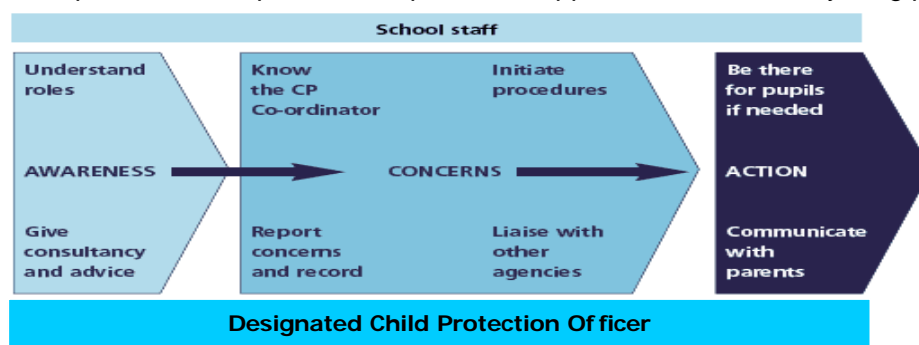 School staff
Understand
roles
Know
the CP
Co-ordinator
Initiate
procedures
Be there
for pupils
if needed
AWARENESS
CONCERNS
ACTION
Give
consultancy
and advice
Report
concerns
and record
Liaise with
other
agencies
Communicate
with
parents
Designated Child Protection Officer